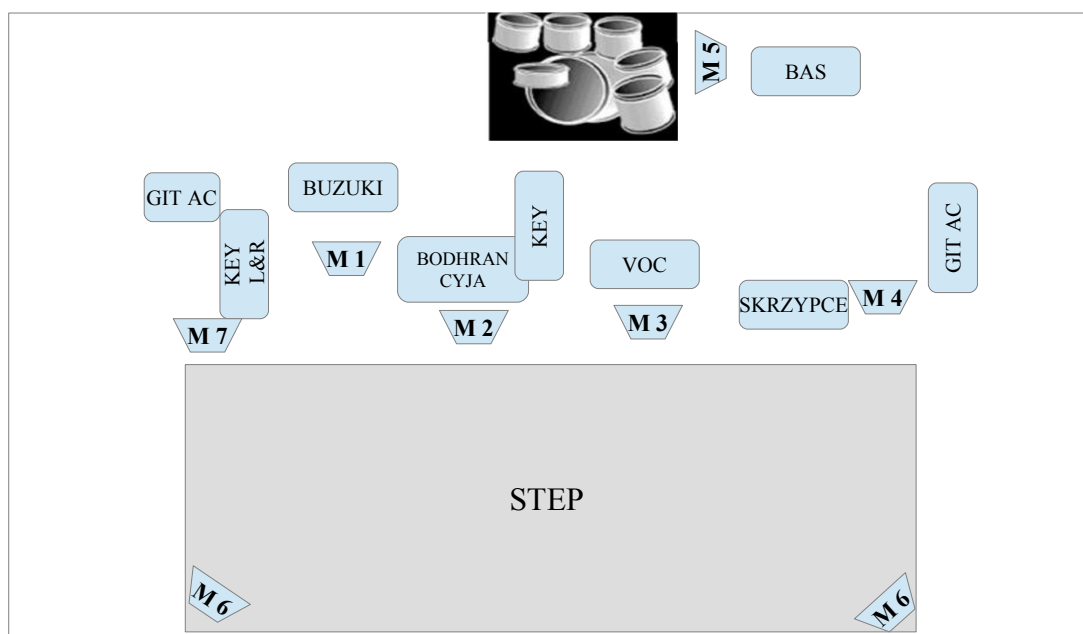 M 5
BAS
GIT AC
BUZUKI
KEY
L&R
M 1
BODHRAN
CYJA
KEY
VOC
GIT AC
SKRZYPCE
M 4
M 7
M 2
M 3
STEP
M 6
M 6